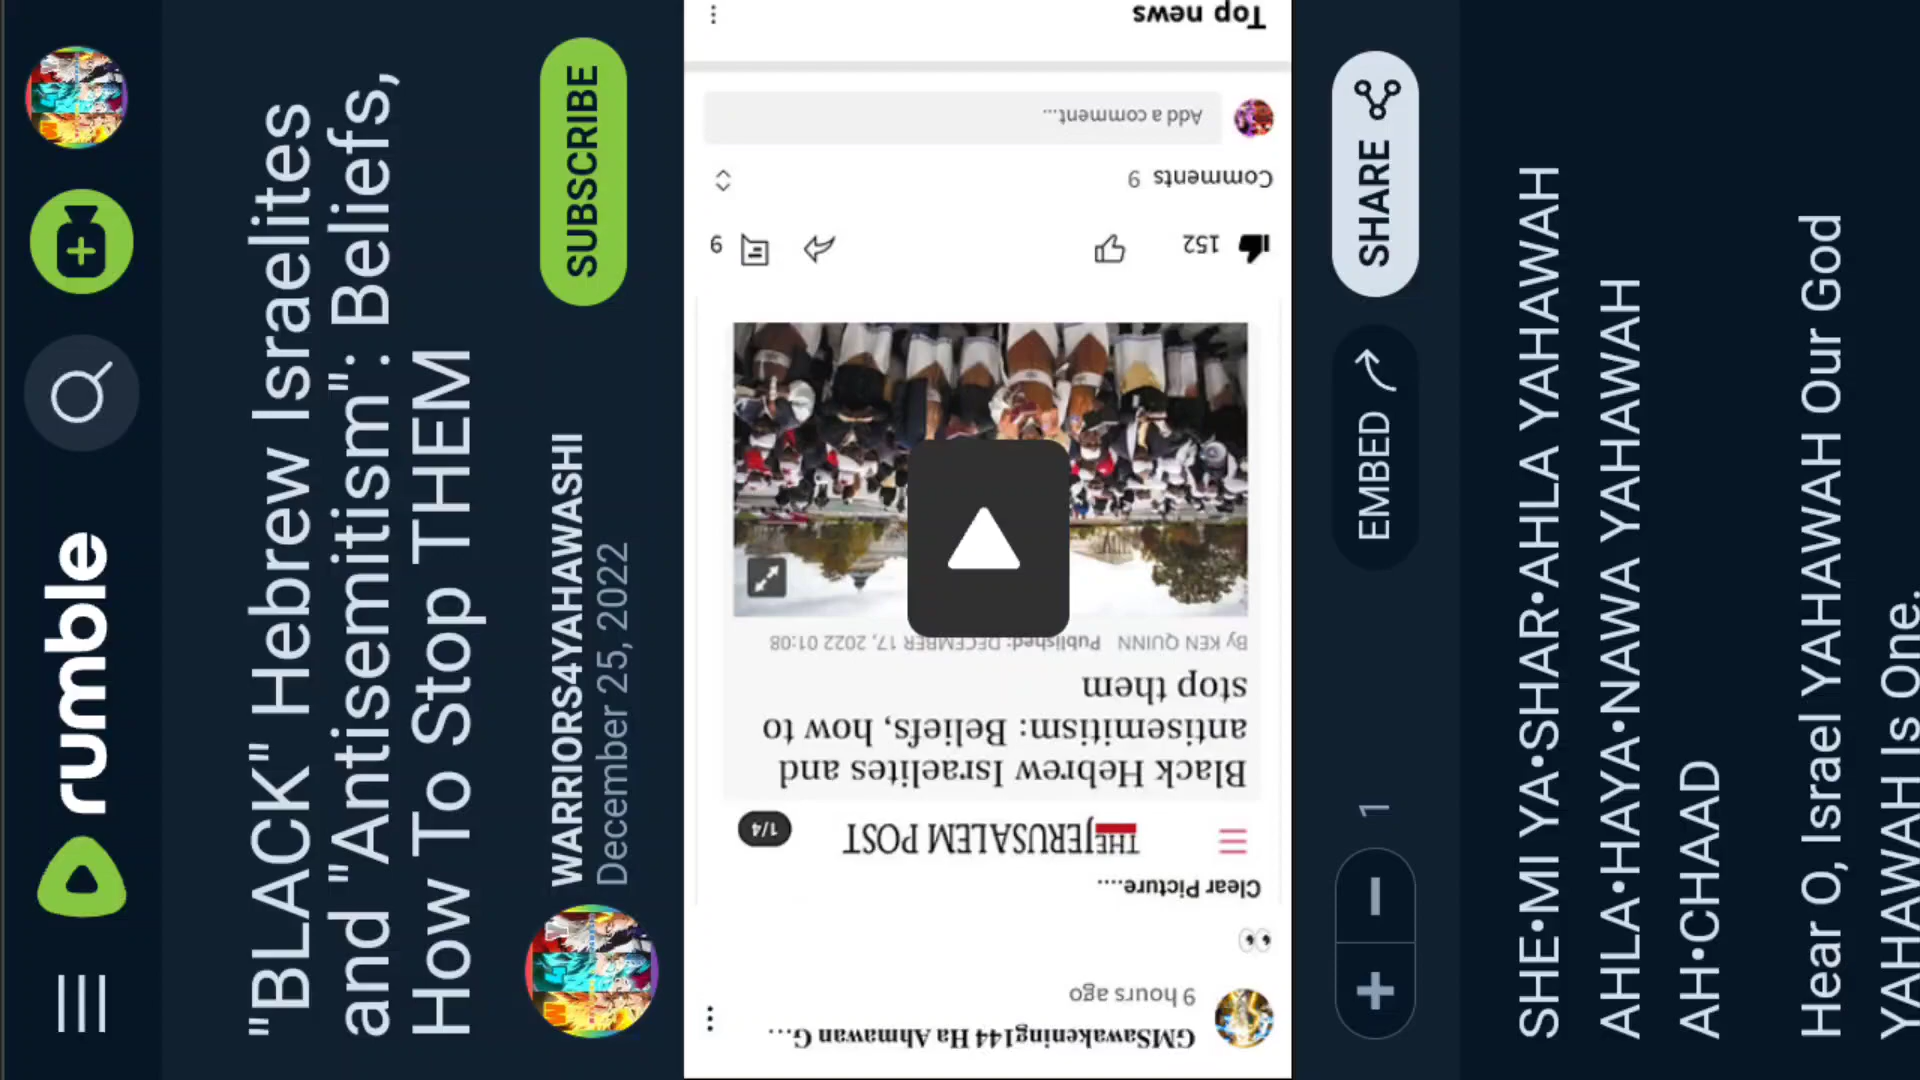 rumble
"BLACK" Hebrew Israelites
and "Antisemitism": Beliefs,
How To Stop THEM
WARRIORS4YAHAWASHI
December 25, 2022
SUBSCRIBE
GMSawakening144 Ha Ahmawan G...
9 hours ago
Clear Picture....
THE JERUSALEM POST
1/4
Black Hebrew Israelites and
antisemitism: Beliefs, how to
stop them
By KEN QUINN Published: DECEMBER 17, 2022 01:08
152
9
Comments 9
Add a comment....
Top news
1
EMBED
SHARE
SHE•MI YA•SHAR•AHLA YAHAWAH
AHLA•HAYA•NAWA YAHAWAH
AH•CHAAD
Hear O, Israel YAHAWAH Our God
YAHAWAH Is One.